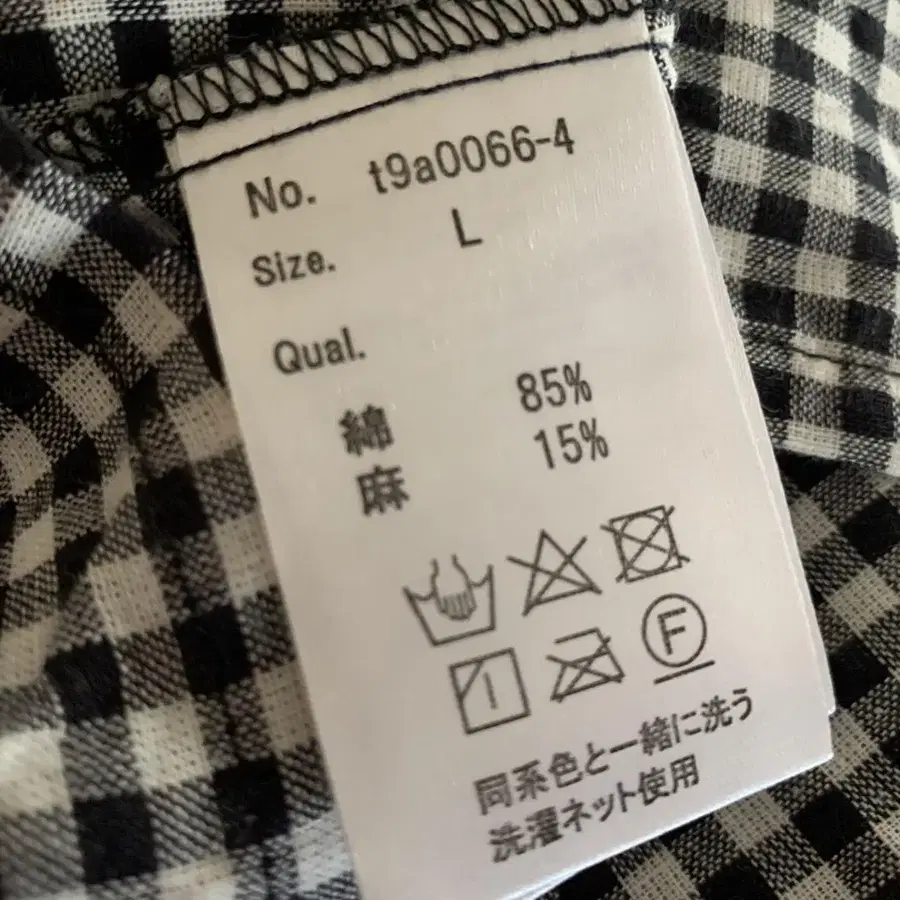 No. t9a0066-4
Size. L
Qual.
綿 85%
麻 15%
F
同系色と一緒に洗う
洗濯ネット使用